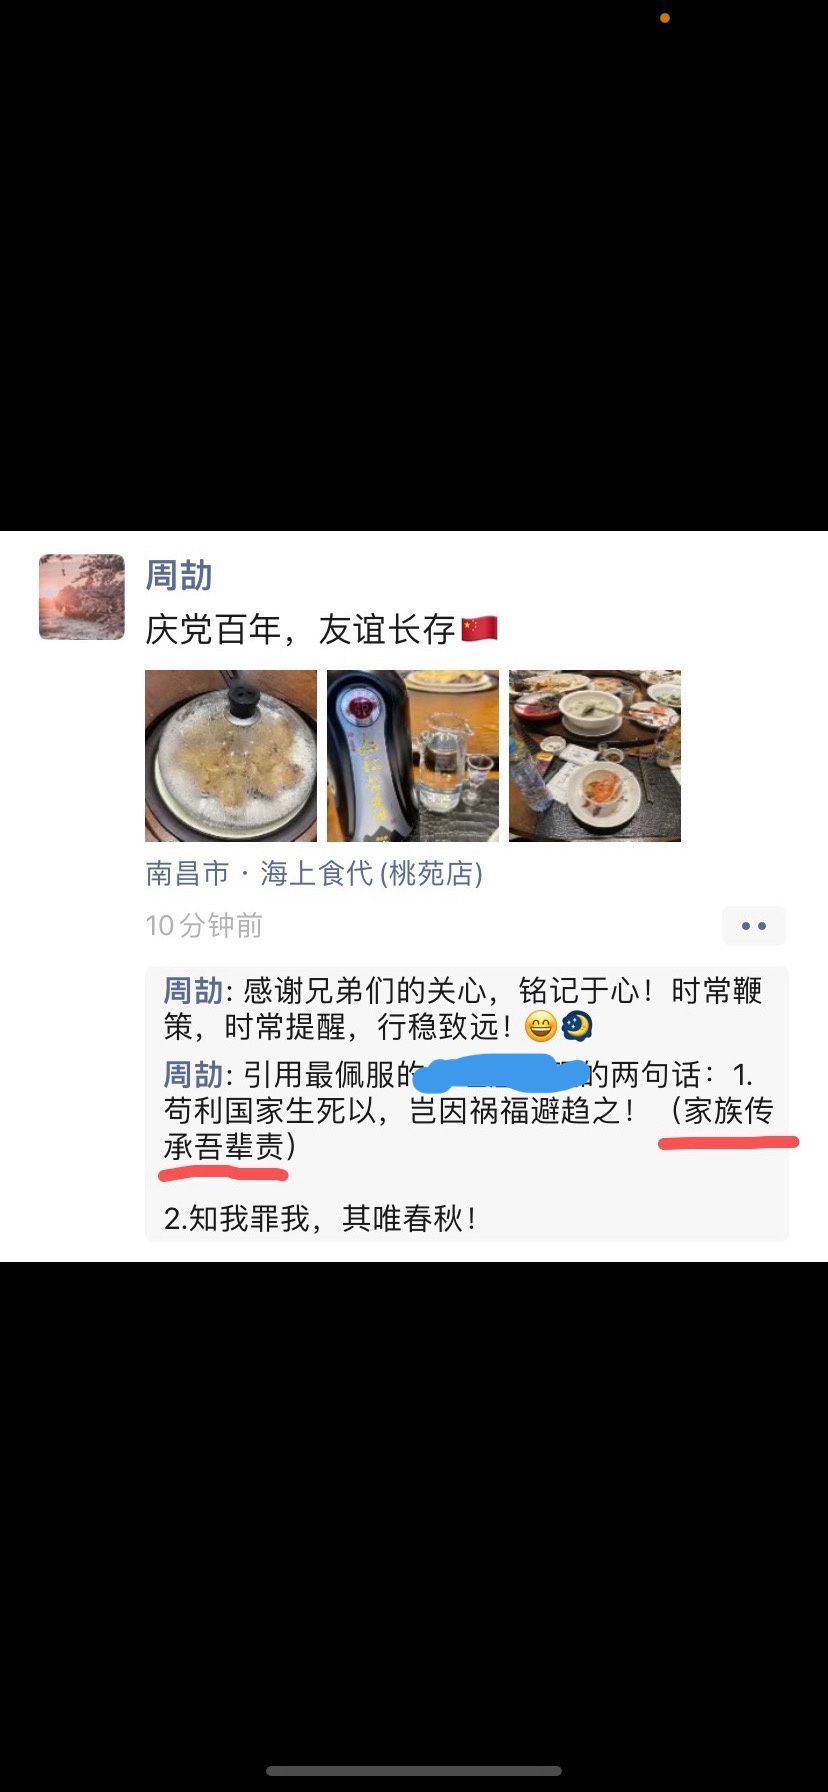 周劼
庆党百年，友谊长存🇨🇳
南昌市 · 海上食代(桃苑店)
10分钟前
周劼: 感谢兄弟们的关心，铭记于心！时常鞭
策，时常提醒，行稳致远！😄🌜
周劼: 引用最佩服的
的两句话：1.
苟利国家生死以，岂因祸福避趋之！（家族传
承吾辈责）
2.知我罪我，其唯春秋！